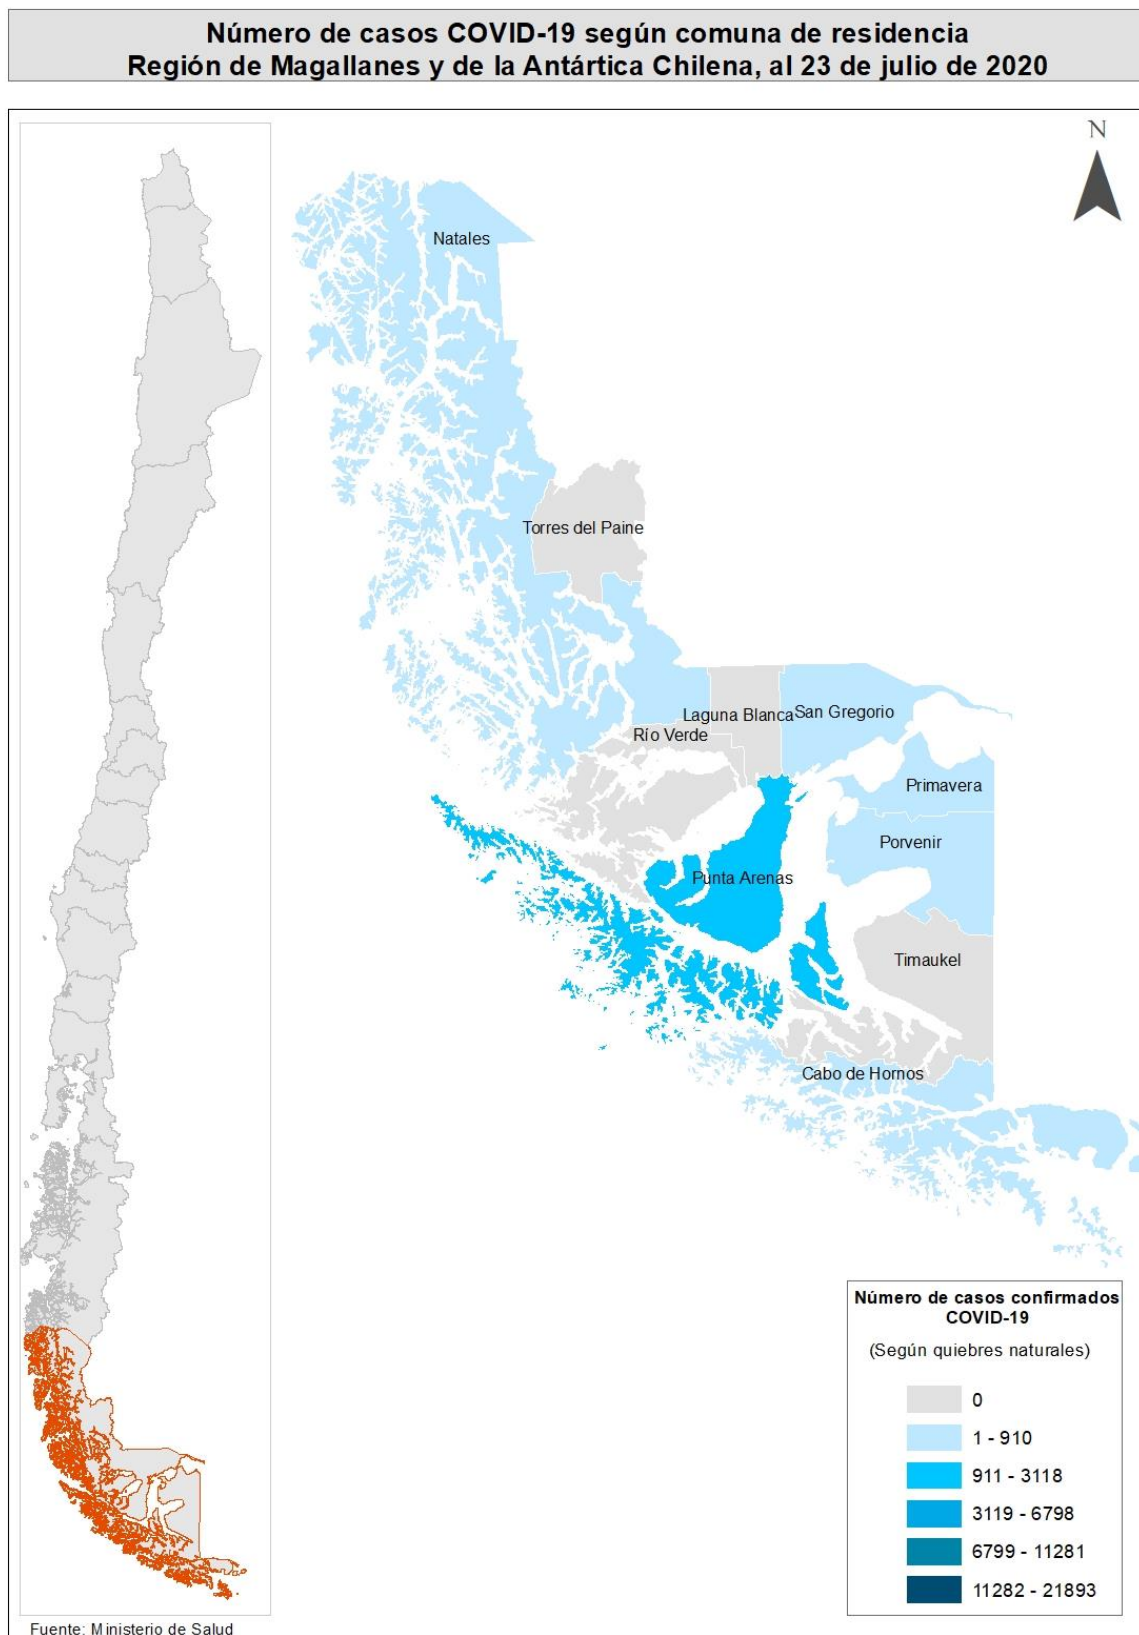 Número de casos COVID-19 según comuna de residencia
Región de Magallanes y de la Antártica Chilena, al 23 de julio de 2020
N
Natales
Torres del Paine
Laguna Blanca
San Gregorio
Río Verde
Primavera
Porvenir
Punta Arenas
Timaukel
Cabo de Hornos
Número de casos confirmados
COVID-19
(Según quiebres naturales)
0
1 - 910
911 - 3118
3119 - 6798
6799 - 11281
11282 - 21893
Fuente: Ministerio de Salud